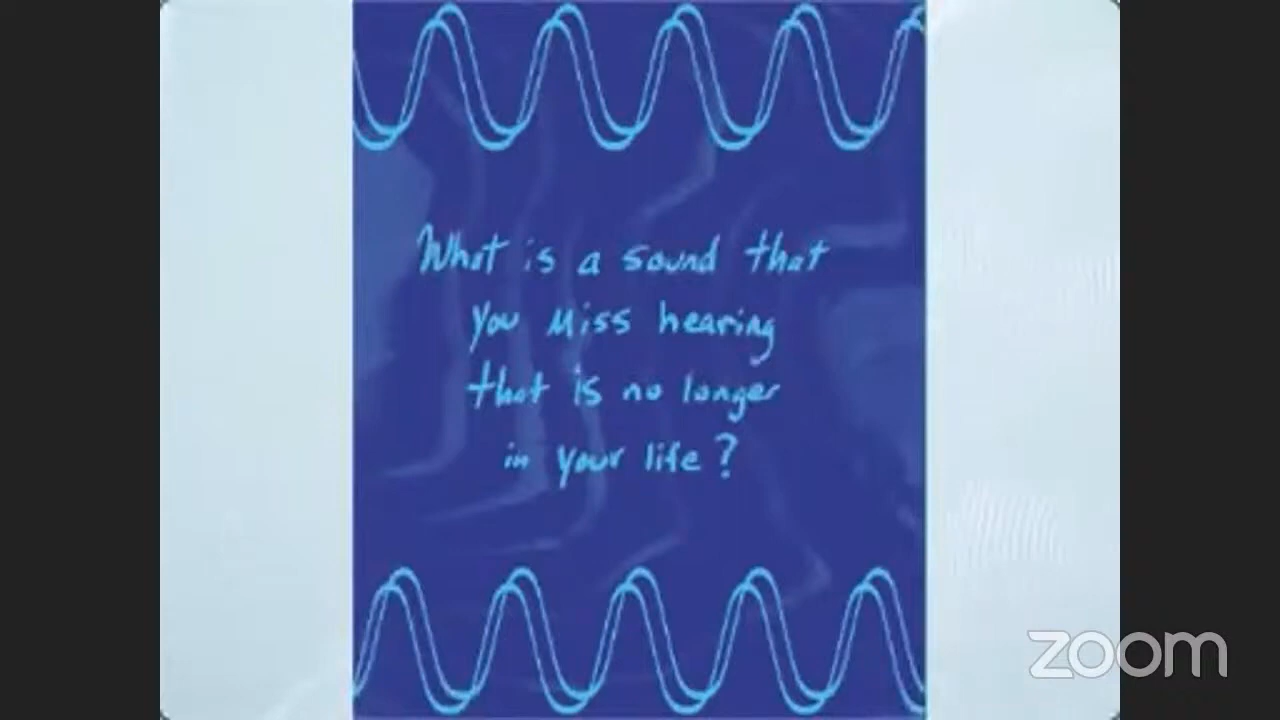 What is a sound that
you miss hearing
that is no longer
in your life?
zoom